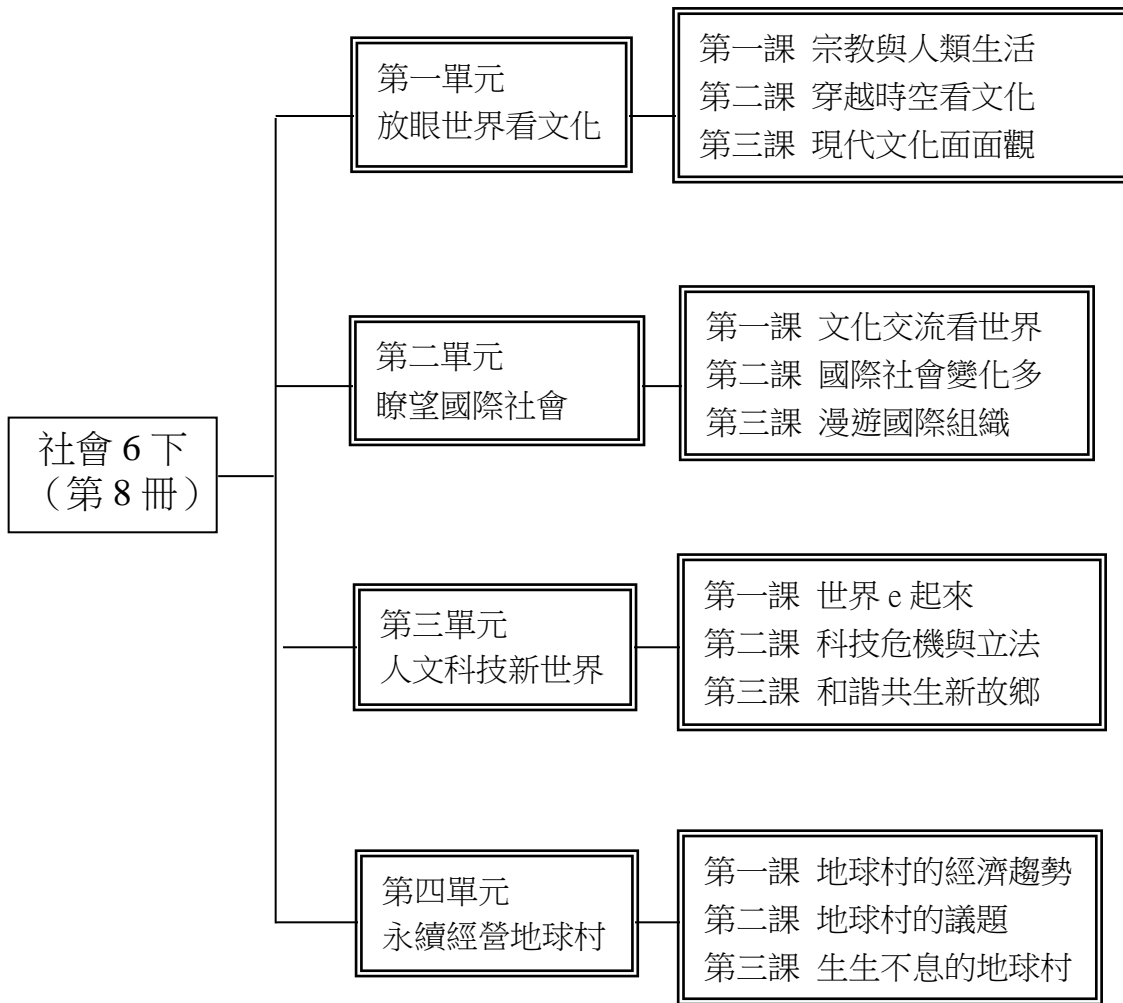 社會 6 下
（第 8 冊）
第一單元
放眼世界看文化
第一課 宗教與人類生活
第二課 穿越時空看文化
第三課 現代文化面面觀
第二單元
瞭望國際社會
第一課 文化交流看世界
第二課 國際社會變化多
第三課 漫遊國際組織
第三單元
人文科技新世界
第一課 世界 e 起來
第二課 科技危機與立法
第三課 和諧共生新故鄉
第四單元
永續經營地球村
第一課 地球村的經濟趨勢
第二課 地球村的議題
第三課 生生不息的地球村